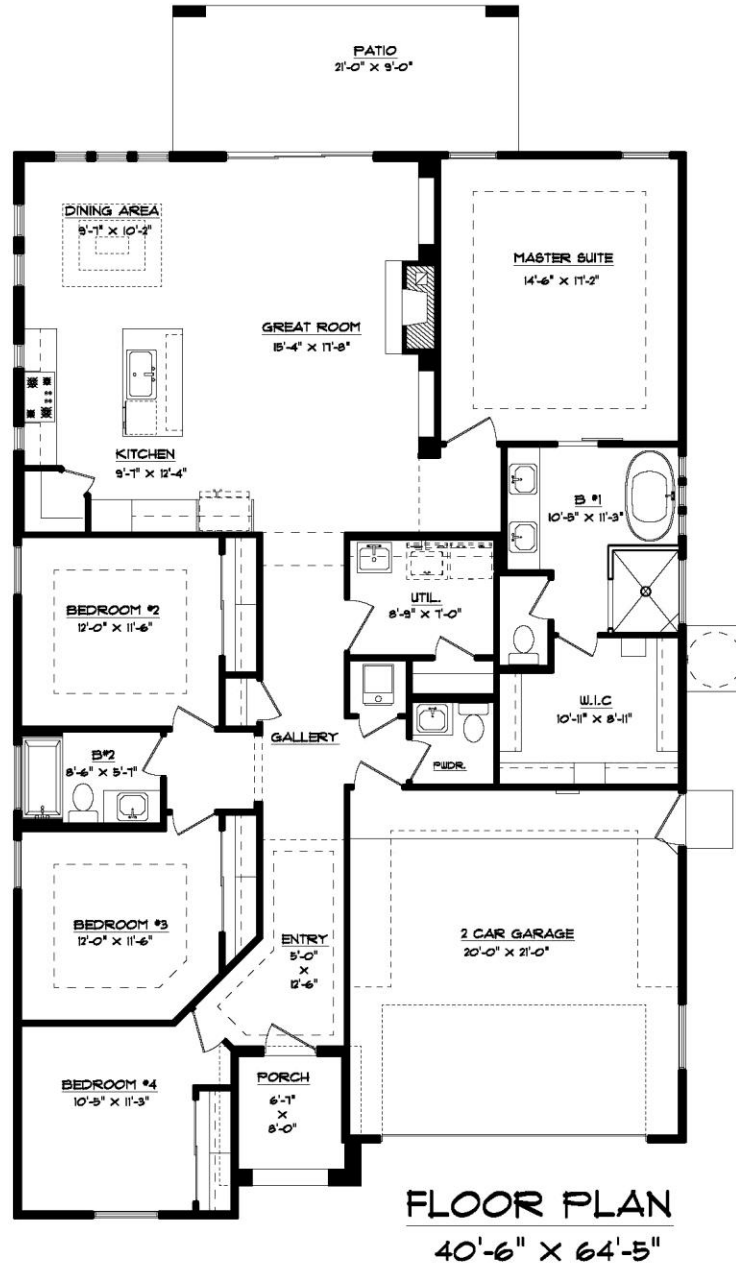 PATIO
21'-0" X 9'-0"
DINING AREA
9'-7" X 10'-2"
MASTER SUITE
14'-6" X 17'-2"
GREAT ROOM
15'-4" X 17'-8"
KITCHEN
9'-7" X 12'-4"
B #1
10'-5" X 11'-3"
UTIL.
8'-9" X 7'-0"
BEDROOM #2
12'-0" X 11'-6"
W.I.C
10'-11" X 8'-11"
GALLERY
B#2
8'-6" X 5'-7"
PWDR.
BEDROOM #3
12'-0" X 11'-6"
ENTRY
5'-0"
X
12'-6"
2 CAR GARAGE
20'-0" X 21'-0"
BEDROOM #4
10'-5" X 11'-3"
PORCH
6'-7"
X
8'-0"
FLOOR PLAN
40'-6" X 64'-5"